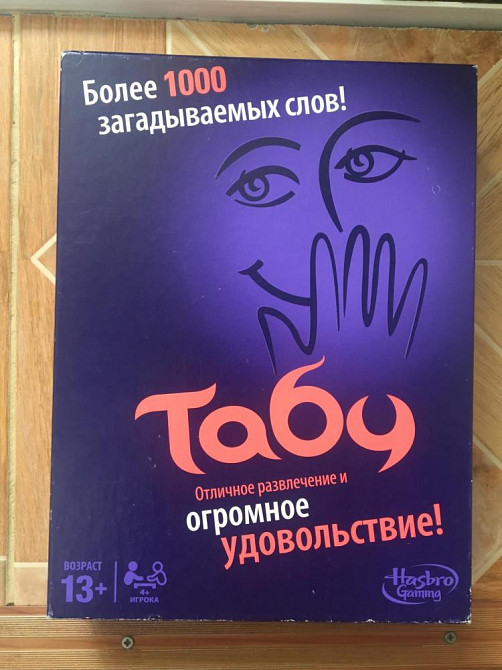 Более 1000
загадываемых слов!
Табу
Отличное развлечение и
огромное
удовольствие!
ВОЗРАСТ
13+
4+
ИГРОКА
Hasbro
Gaming